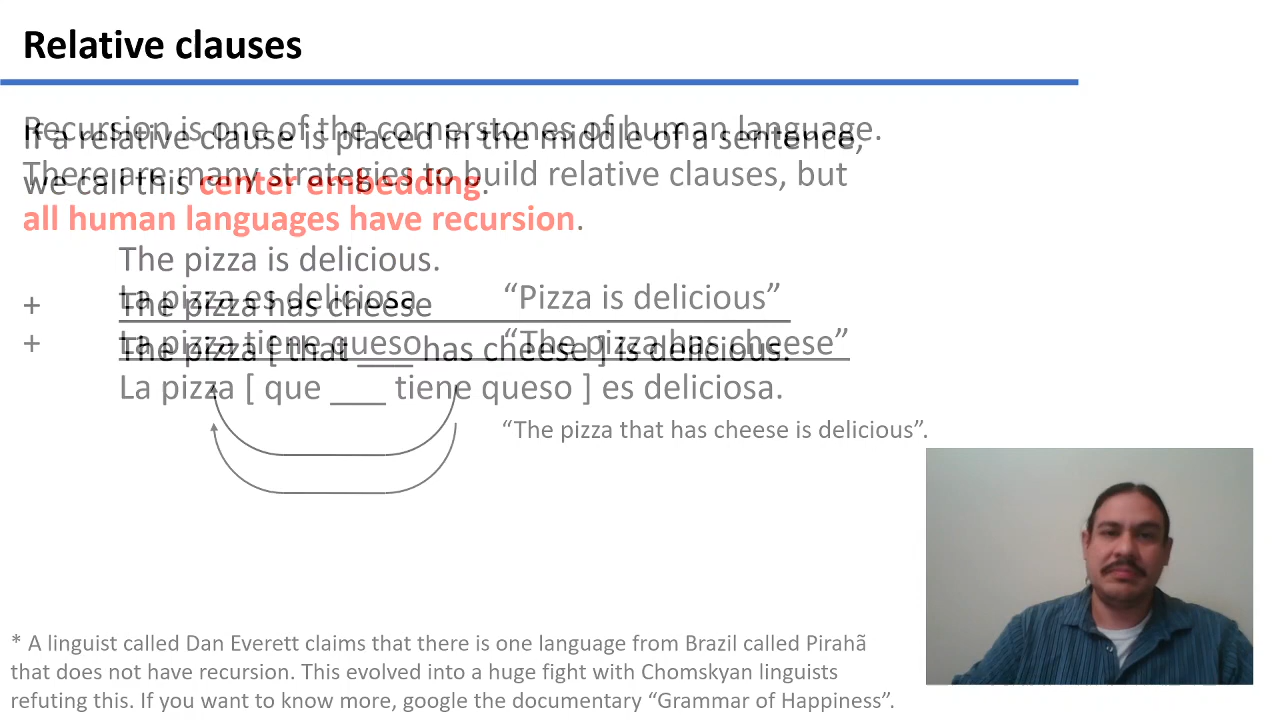 Relative clauses
Recursion is one of the cornerstones of human language.
If a relative clause is placed in the middle of a sentence,
There are many strategies to build relative clauses, but
we call this center embedding.
all human languages have recursion.
The pizza is delicious.
La pizza es deliciosa “Pizza is delicious”
+ The pizza has cheese
+ La pizza tiene queso “The pizza has cheese”
The pizza [ that ___ has cheese ] is delicious.
La pizza [ que ___ tiene queso ] es deliciosa.
“The pizza that has cheese is delicious”.
* A linguist called Dan Everett claims that there is one language from Brazil called Pirahã
that does not have recursion. This evolved into a huge fight with Chomskyan linguists
refuting this. If you want to know more, google the documentary “Grammar of Happiness”.